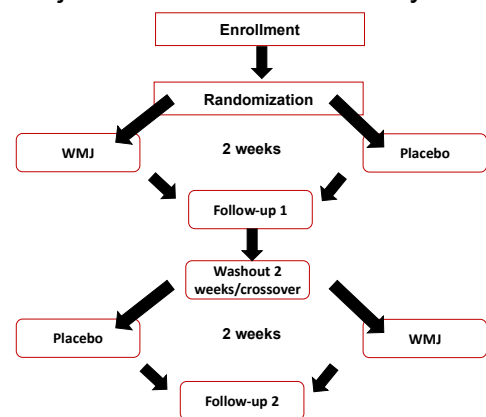 Enrollment
Randomization
WMJ
2 weeks
Placebo
Follow-up 1
Washout 2
weeks/crossover
Placebo
2 weeks
WMJ
Follow-up 2